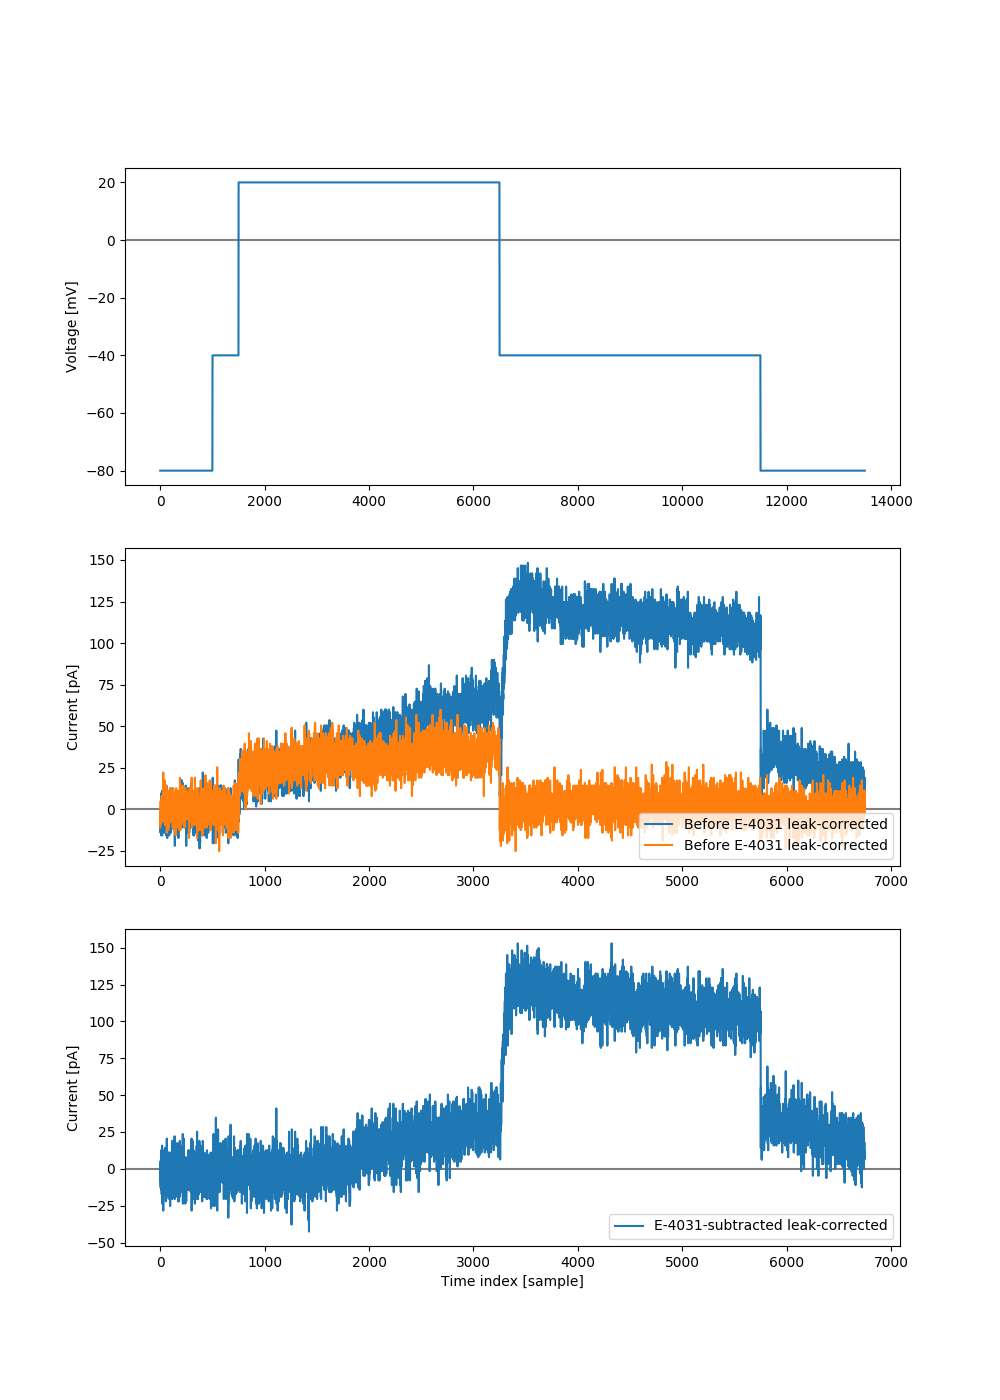 20
0
−20
−40
−60
−80
Voltage [mV]
0 2000 4000 6000 8000 10000 12000 14000
150
125
100
75
50
25
0
−25
Current [pA]
Before E-4031 leak-corrected
Before E-4031 leak-corrected
0 1000 2000 3000 4000 5000 6000 7000
150
125
100
75
50
25
0
−25
−50
Current [pA]
E-4031-subtracted leak-corrected
0 1000 2000 3000 4000 5000 6000 7000
Time index [sample]